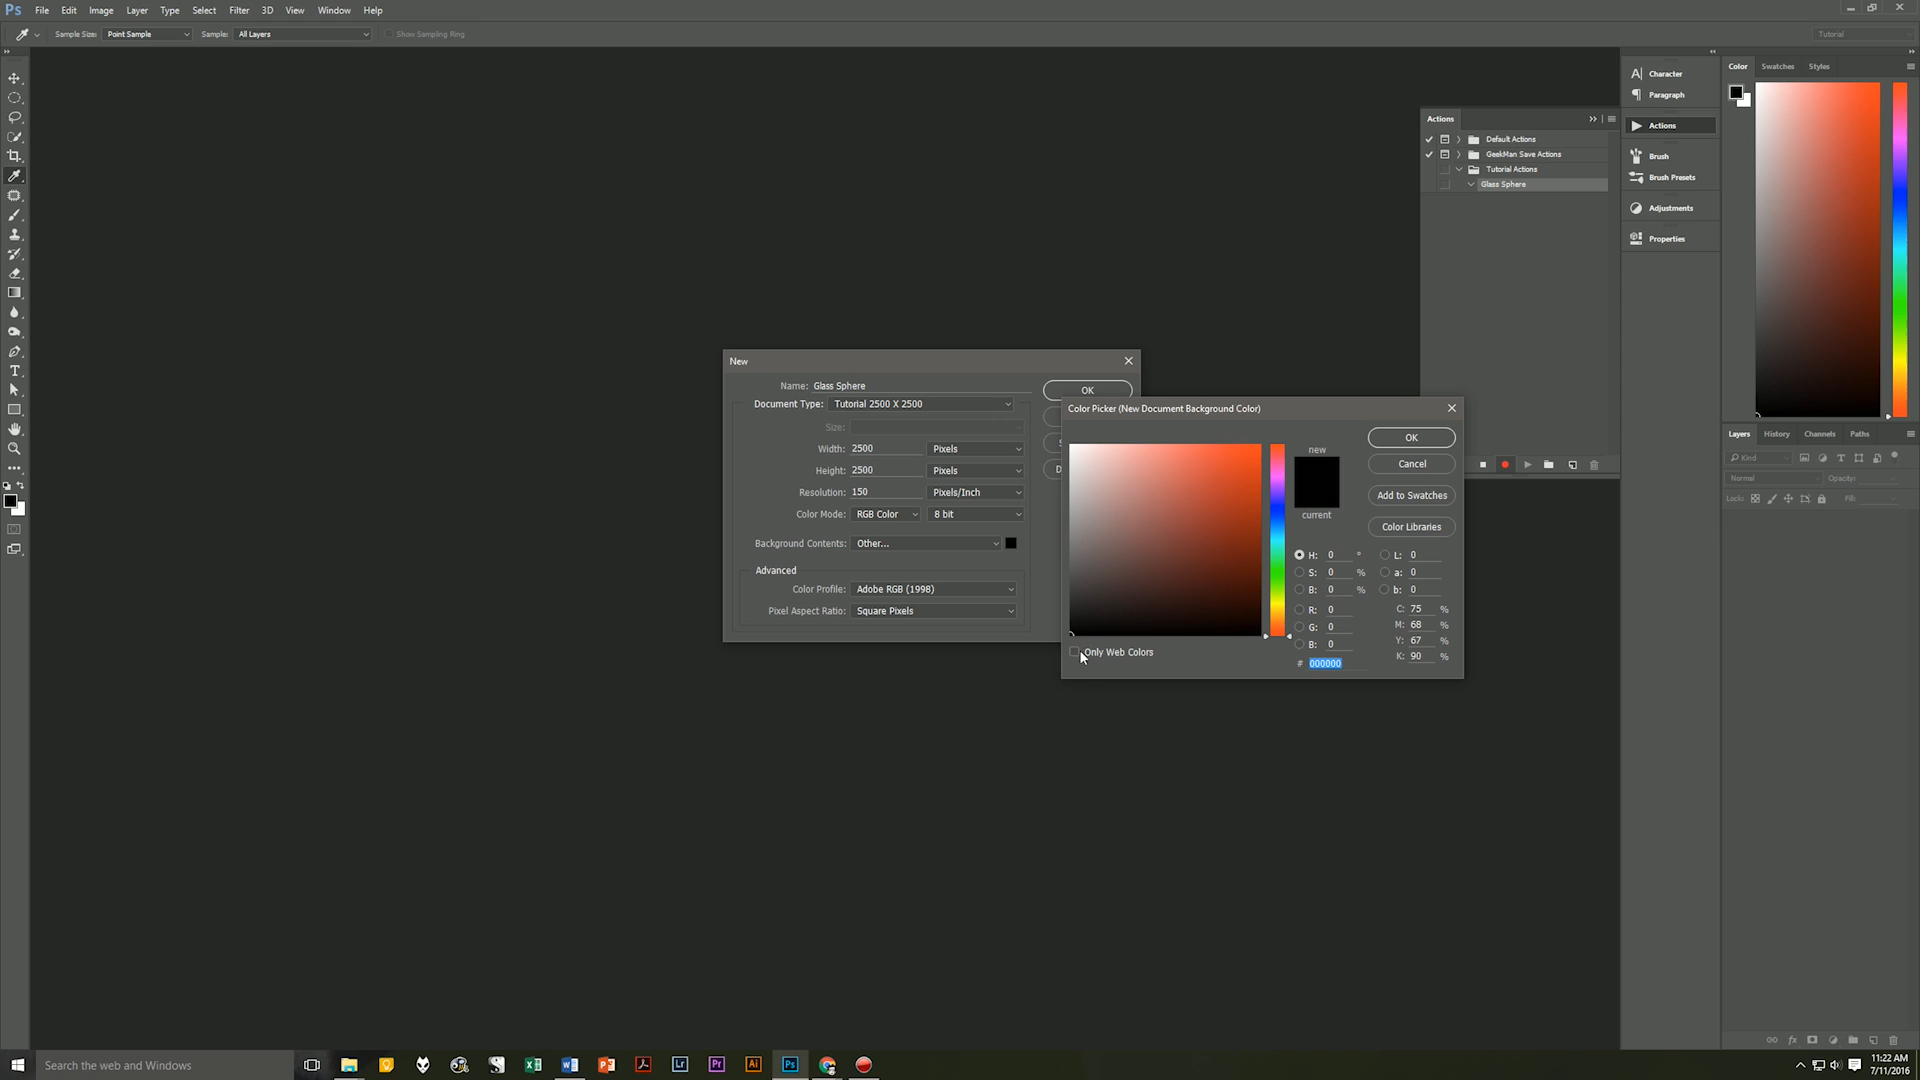 Ps File Edit Image Layer Type Select Filter 3D View Window Help
Sample Size: Point Sample Sample: All Layers Show Sampling Ring Tutorial
Character
Paragraph
Actions
Brush
Brush Presets
Adjustments
Properties
Color Swatches Styles
Actions
Default Actions
GeekMan Save Actions
Tutorial Actions
Glass Sphere
New
Name: Glass Sphere
OK
Document Type: Tutorial 2500 X 2500
Size:
Width: 2500 Pixels
Height: 2500 Pixels
Resolution: 150 Pixels/Inch
Color Mode: RGB Color 8 bit
Background Contents: Other...
Advanced
Color Profile: Adobe RGB (1998)
Pixel Aspect Ratio: Square Pixels
Color Picker (New Document Background Color)
new
current
OK
Cancel
Add to Swatches
Color Libraries
H: 0 ° L: 0
S: 0 % a: 0
B: 0 % b: 0
R: 0 C: 75 %
G: 0 M: 68 %
B: 0 Y: 67 %
# 000000 K: 90 %
Only Web Colors
Layers History Channels Paths
Kind
Normal Opacity:
Lock: Fill:
Search the web and Windows
Lr Pr Ai Ps
11:22 AM
7/11/2016